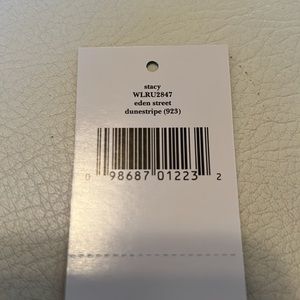 stacy
WLRU2847
eden street
dunestripe (923)
0 98687 01223 2